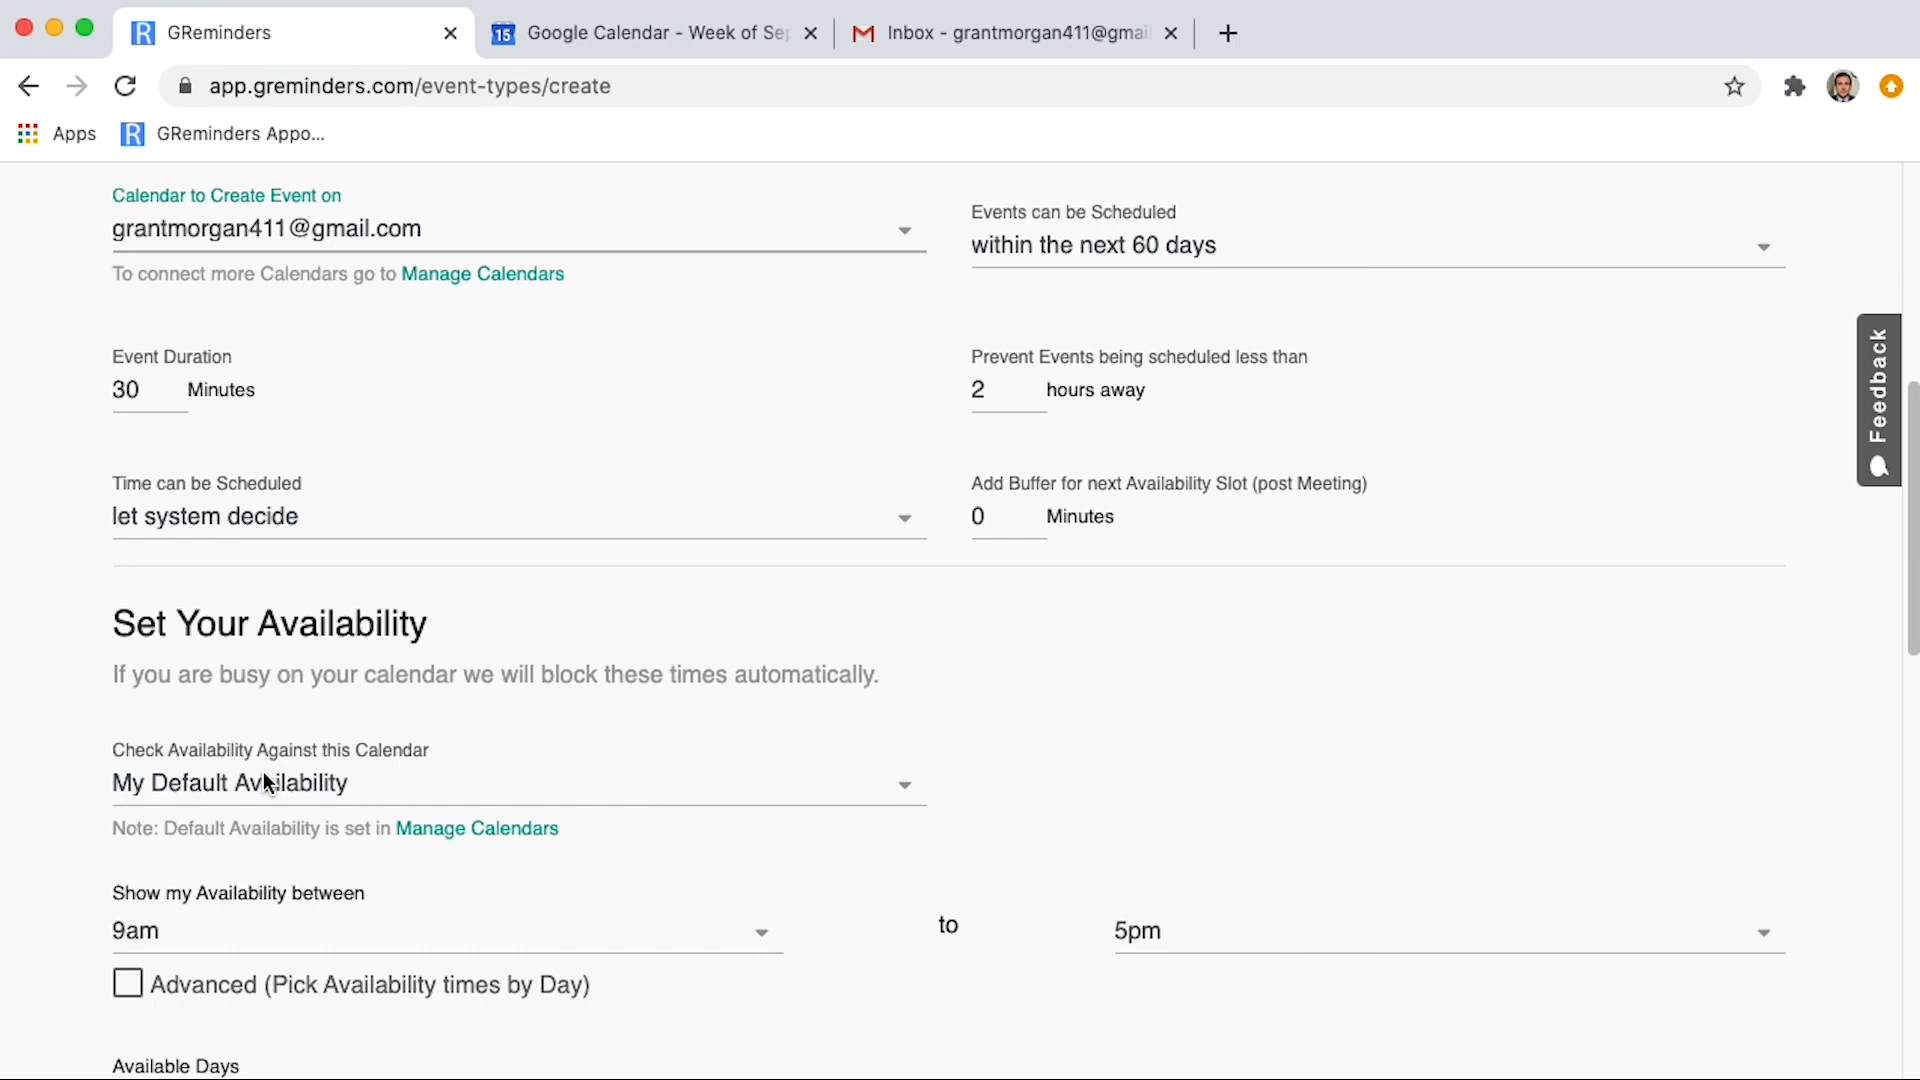 GReminders
15 Google Calendar - Week of Sep
Inbox - grantmorgan411@gmai
app.greminders.com/event-types/create
Apps
R GReminders Appo...
Calendar to Create Event on
grantmorgan411@gmail.com
To connect more Calendars go to Manage Calendars
Events can be Scheduled
within the next 60 days
Event Duration
30 Minutes
Prevent Events being scheduled less than
2 hours away
Time can be Scheduled
let system decide
Add Buffer for next Availability Slot (post Meeting)
0 Minutes
Feedback
Set Your Availability
If you are busy on your calendar we will block these times automatically.
Check Availability Against this Calendar
My Default Availability
Note: Default Availability is set in Manage Calendars
Show my Availability between
9am
to
5pm
Advanced (Pick Availability times by Day)
Available Days